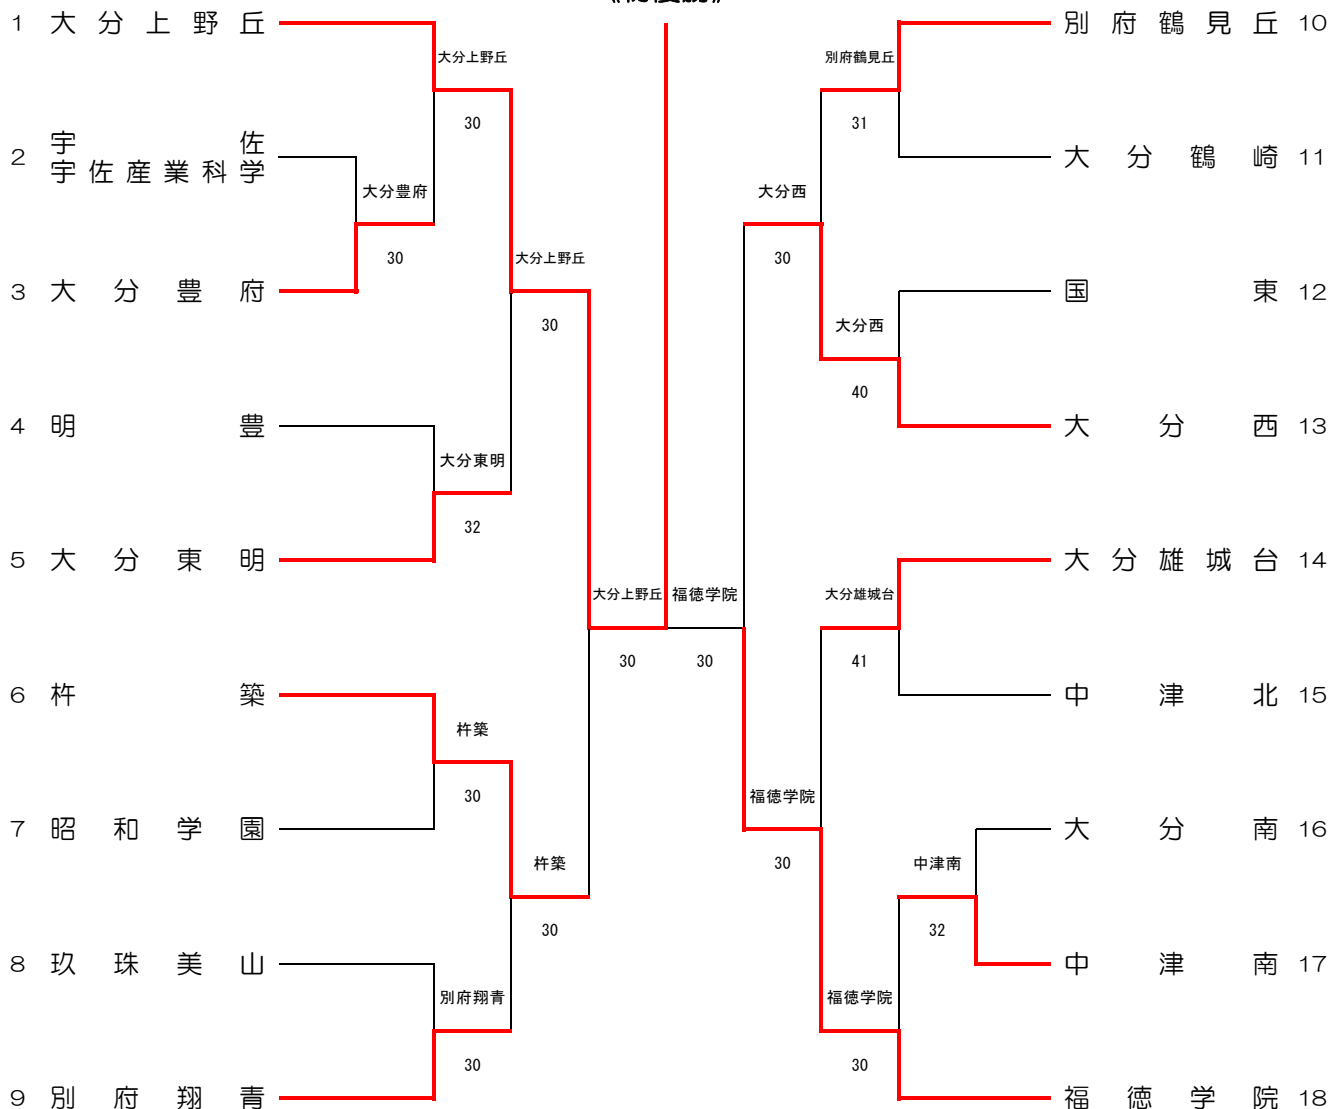 1 大分上野丘
2 宇佐
宇佐産業科学
3 大分豊府
4 明豊
5 大分東明
6 杵築
7 昭和学園
8 玖珠美山
9 別府翔青
大分上野丘
30
大分豊府
30
大分上野丘
30
大分東明
32
大分上野丘
30
杵築
30
杵築
30
別府翔青
30
福徳学院
30
大分西
30
別府鶴見丘
31
大分西
40
大分雄城台
41
福徳学院
30
中津南
32
福徳学院
30
別府鶴見丘 10
大分鶴崎 11
国東 12
大分西 13
大分雄城台 14
中津北 15
大分南 16
中津南 17
福徳学院 18